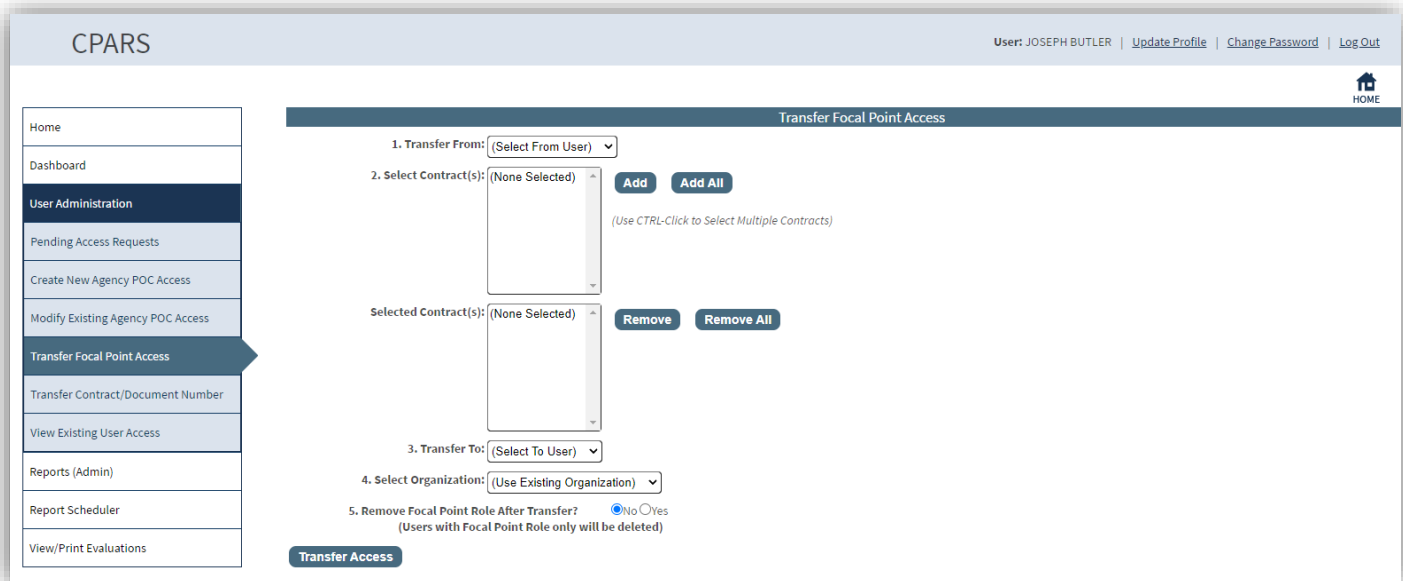 CPARS
User: JOSEPH BUTLER | Update Profile | Change Password | Log Out
HOME
Home
Dashboard
User Administration
Pending Access Requests
Create New Agency POC Access
Modify Existing Agency POC Access
Transfer Focal Point Access
Transfer Contract/Document Number
View Existing User Access
Reports (Admin)
Report Scheduler
View/Print Evaluations
Transfer Focal Point Access
1. Transfer From: (Select From User)
2. Select Contract(s): (None Selected) Add Add All
(Use CTRL-Click to Select Multiple Contracts)
Selected Contract(s): (None Selected) Remove Remove All
3. Transfer To: (Select To User)
4. Select Organization: (Use Existing Organization)
5. Remove Focal Point Role After Transfer? No Yes
(Users with Focal Point Role only will be deleted)
Transfer Access